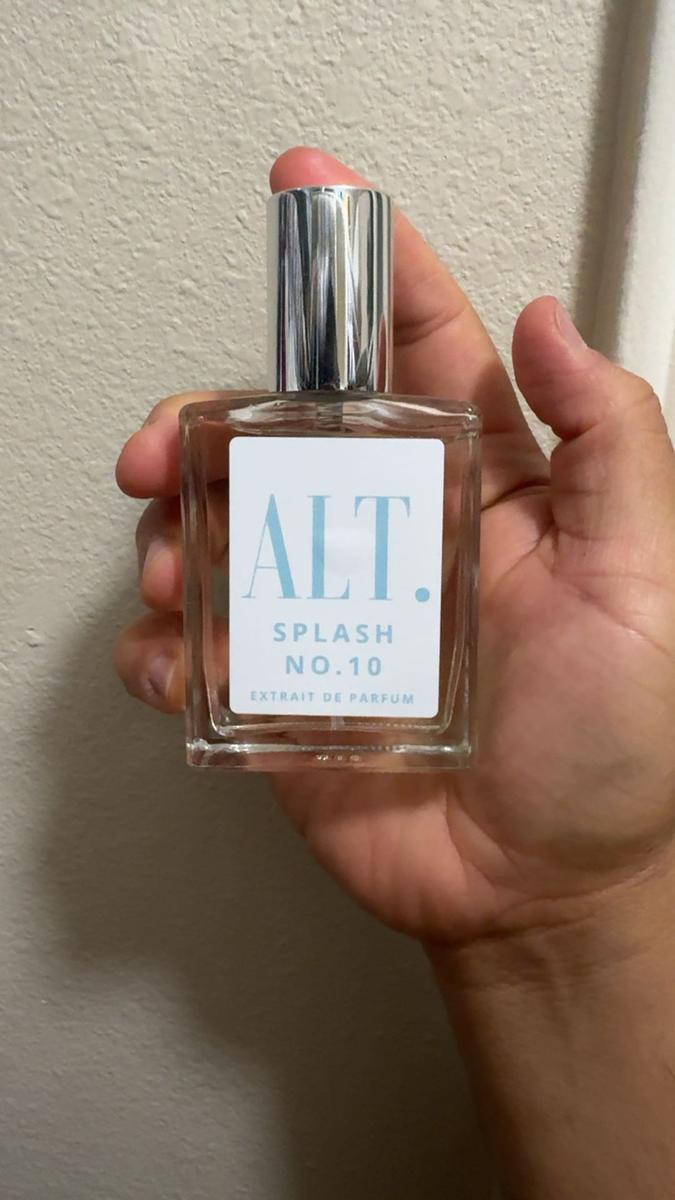 ALT.
SPLASH
NO.10
EXTRAIT DE PARFUM